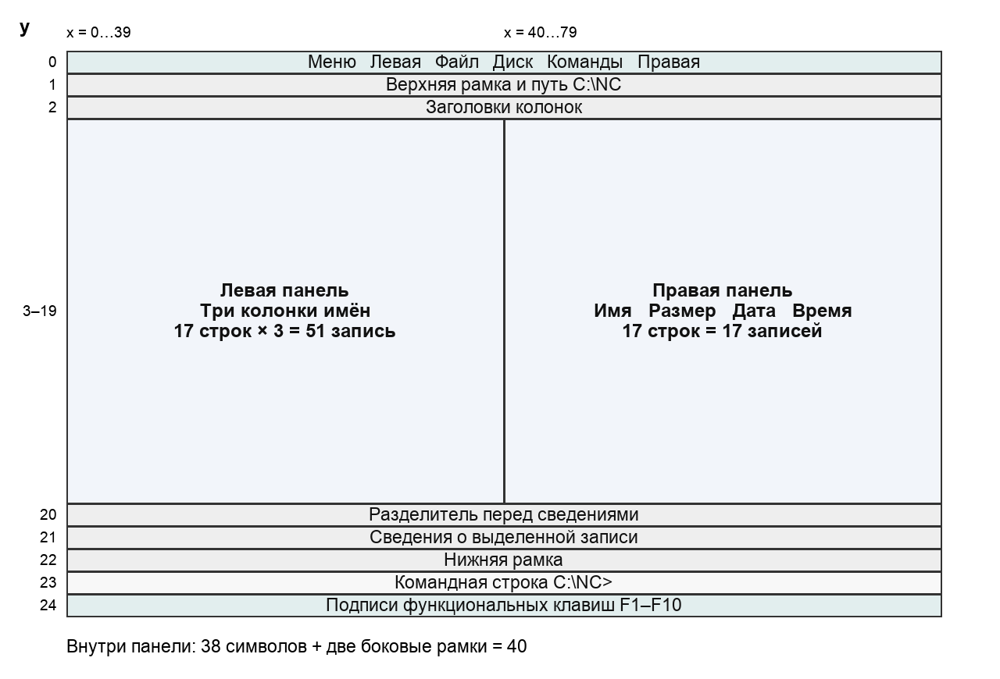 y
x = 0…39 x = 40…79
0 Меню Левая Файл Диск Команды Правая
1 Верхняя рамка и путь C:\NC
2 Заголовки колонок
Левая панель
Три колонки имён
17 строк × 3 = 51 запись
Правая панель
Имя Размер Дата Время
17 строк = 17 записей
3–19
20 Разделитель перед сведениями
21 Сведения о выделенной записи
22 Нижняя рамка
23 Командная строка C:\NC>
24 Подписи функциональных клавиш F1–F10
Внутри панели: 38 символов + две боковые рамки = 40